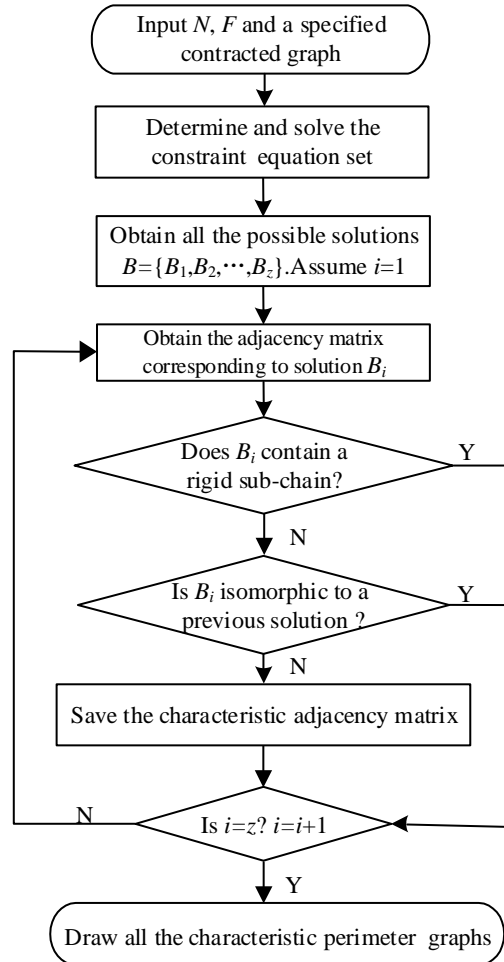 Input N, F and a specified
contracted graph
Determine and solve the
constraint equation set
Obtain all the possible solutions
B={B1,B2,⋯,Bz}.Assume i=1
Obtain the adjacency matrix
corresponding to solution Bi
Does Bi contain a
rigid sub-chain?
Y
N
Is Bi isomorphic to a
previous solution ?
Y
N
Save the characteristic adjacency matrix
N
Is i=z? i=i+1
Y
Draw all the characteristic perimeter graphs